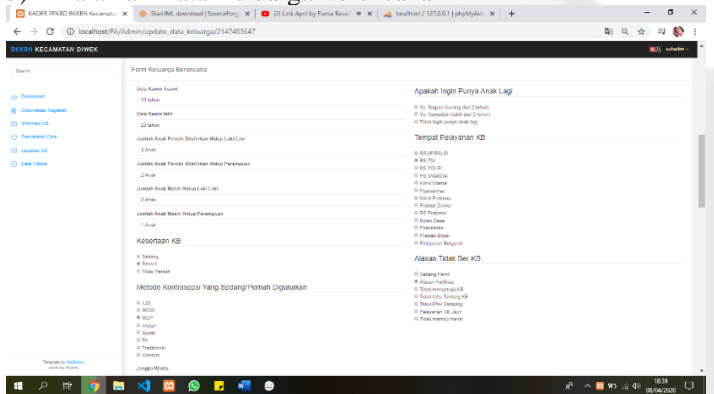 KADER PPKBD BKKBN Kecamatan
StarUML download | SourceForge
(2) Lirik April by Fiersa Besari
localhost / 127.0.0.1 | phpMyAdmin
localhost/PA/Admin/update_data_keluarga/2147483647
BKKBN KECAMATAN DIWEK
suhartini
Search
Dashboard
Dokumentasi Kegiatan
Informasi KB
Pencatatan Data
Layanan KB
Data Tribina
Template by
Form Keluarga Berencana
Usia Kawin Suami
23 tahun
Usia Kawin Istri
23 tahun
Jumlah Anak Pernah Dilahirkan Hidup Laki-Laki
3 Anak
Jumlah Anak Pernah Dilahirkan Hidup Perempuan
2 Anak
Jumlah Anak Masih Hidup Laki-Laki
3 Anak
Jumlah Anak Masih Hidup Perempuan
1 Anak
Kesertaan KB
Sedang
Pernah
Tidak Pernah
Metode Kontrasepsi Yang Sedang/Pernah Digunakan
IUD
MOW
MOP
Implan
Suntik
Pil
Tradisional
Kondom
Jangka Waktu
Apakah Ingin Punya Anak Lagi
Ya, Segera (kurang dari 2 tahun)
Ya, Kemudian (lebih dari 2 tahun)
Tidak ingin punya anak lagi
Tempat Pelayanan KB
RSUP/RSUD
RS TNI
RS POLRI
RS SWASTA
Klinik Utama
Puskesmas
Klinik Pratama
Praktek Dokter
RS Pratama
Bidan Desa
Poskesdes
Praktek Bidan
Pelayanan Bergerak
Alasan Tidak Ber-KB
Sedang Hamil
Alasan Fertilitas
Tidak menyetujui KB
Tidak tahu Tentang KB
Takut Efek Samping
Pelayanan KB Jauh
Tidak mampu/mahal
18:39
08/04/2020